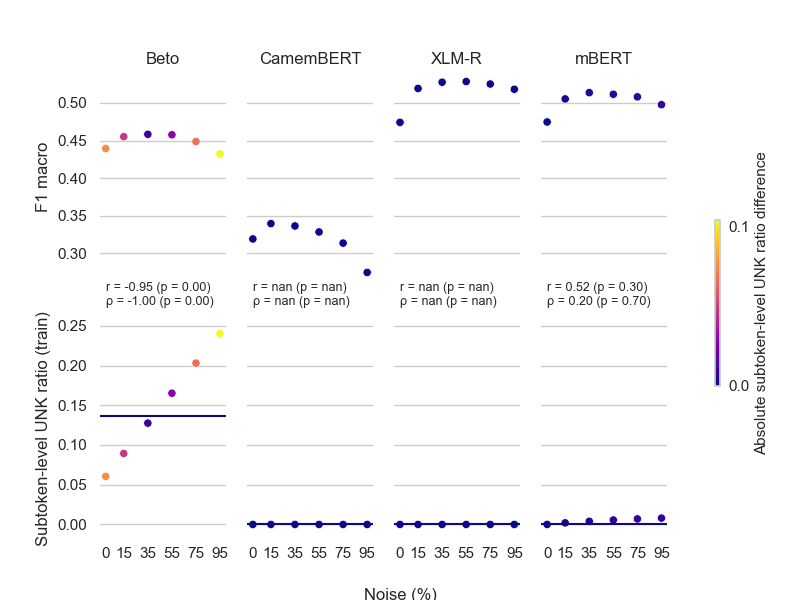 Beto CamemBERT XLM-R mBERT
F1 macro
0.50
0.45
0.40
0.35
0.30
r = -0.95 (p = 0.00) r = nan (p = nan) r = nan (p = nan) r = 0.52 (p = 0.30)
ρ = -1.00 (p = 0.00) ρ = nan (p = nan) ρ = nan (p = nan) ρ = 0.20 (p = 0.70)
Subtoken-level UNK ratio (train)
0.25
0.20
0.15
0.10
0.05
0.00
0 15 35 55 75 95 0 15 35 55 75 95 0 15 35 55 75 95 0 15 35 55 75 95
Noise (%)
0.1
0.0
Absolute subtoken-level UNK ratio difference